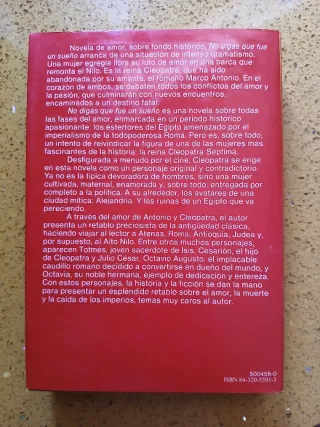 Novela de amor, sobre fondo histórico, No digas que fue
un sueño arranca de una situación de intenso dramatismo.
Una mujer egregia llora su luto de amor en una barca que
remonta el Nilo. Es la reina Cleopatra, que ha sido
abandonada por su amante, el romano Marco Antonio. En el
corazón de ambos, se debaten todos los conflictos del amor y
la pasión, que culminarán con nuevos encuentros,
encaminados a un destino fatal.
No digas que fue un sueño es una novela sobre todas
las fases del amor, enmarcada en un período histórico
apasionante: los estertores del Egipto amenazado por el
imperialismo de la todopoderosa Roma. Pero es, sobre todo,
un intento de reivindicar la figura de una de las mujeres mas
fascinantes de la historia: la reina Cleopatra Séptima.
Desfigurada a menudo por el cine, Cleopatra se erige
en esta novela como un personaje original y contradictorio.
Ya no es la típica devoradora de hombres, sino una mujer
cultivada, maternal, enamorada y, sobre todo, entregada por
completo a la política. A su alrededor, los avatares de una
ciudad mítica: Alejandría. Y las ruinas de un Egipto que va
pereciendo.
A través del amor de Antonio y Cleopatra, el autor
presenta un retablo preciosista de la antigüedad clásica,
haciendo viajar al lector a Atenas, Roma, Antioquía, Judea y,
por supuesto, al Alto Nilo. Entre otros muchos personajes,
aparecen Totmés, joven sacerdote de Isis, Cesarión, el hijo
de Cleopatra y Julio César, Octavio Augusto, el implacable
caudillo romano decidido a convertirse en dueño del mundo, y
Octavia, su noble hermana, ejemplo de dedicación y entereza.
Con estos personajes, la historia y la ficción se dan la mano
para presentar un espléndido retablo sobre el amor, la muerte
y la caída de los imperios, temas muy caros al autor.
500456-0
ISBN 84-320-5591-3